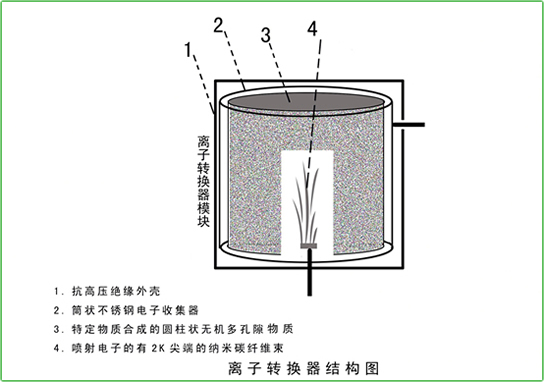 1
2
3
4
离子转换器模块
1. 抗高压绝缘外壳
2. 筒状不锈钢电子收集器
3. 特定物质合成的圆柱状无机多孔隙物质
4. 喷射电子的有2K尖端的纳米碳纤维束
离子转换器结构图